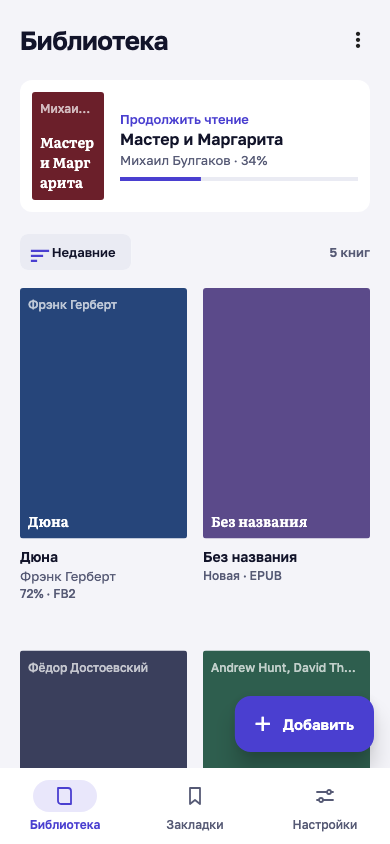 Библиотека
Михаи...
Мастер
и Марг
арита
Продолжить чтение
Мастер и Маргарита
Михаил Булгаков · 34%
Недавние
5 книг
Фрэнк Герберт
Дюна
Без названия
Дюна
Фрэнк Герберт
72% · FB2
Без названия
Новая · EPUB
Фёдор Достоевский
Andrew Hunt, David Th...
Добавить
Библиотека
Закладки
Настройки